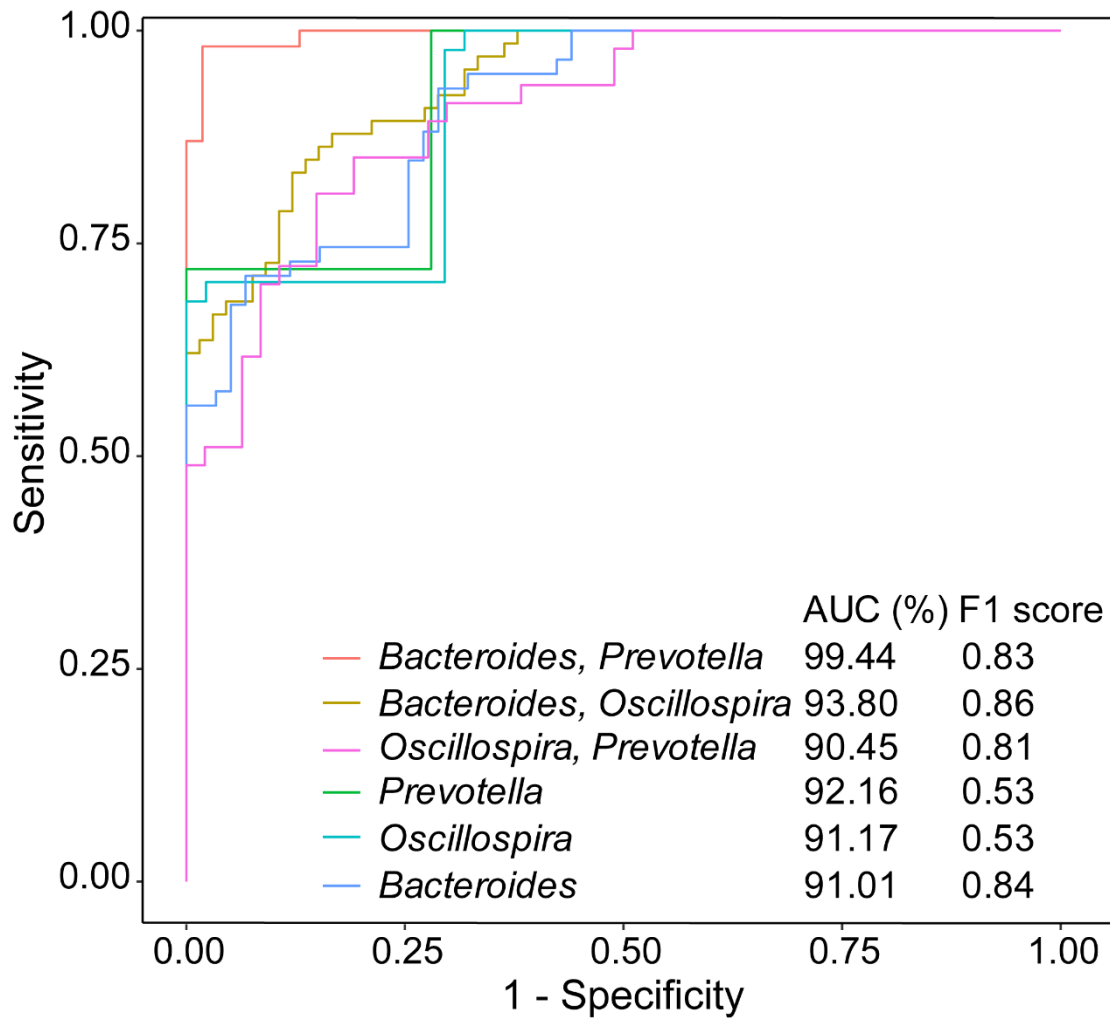 1.00
0.75
0.50
0.25
0.00
Sensitivity
AUC (%) F1 score
Bacteroides, Prevotella 99.44 0.83
Bacteroides, Oscillospira 93.80 0.86
Oscillospira, Prevotella 90.45 0.81
Prevotella 92.16 0.53
Oscillospira 91.17 0.53
Bacteroides 91.01 0.84
0.00 0.25 0.50 0.75 1.00
1 - Specificity